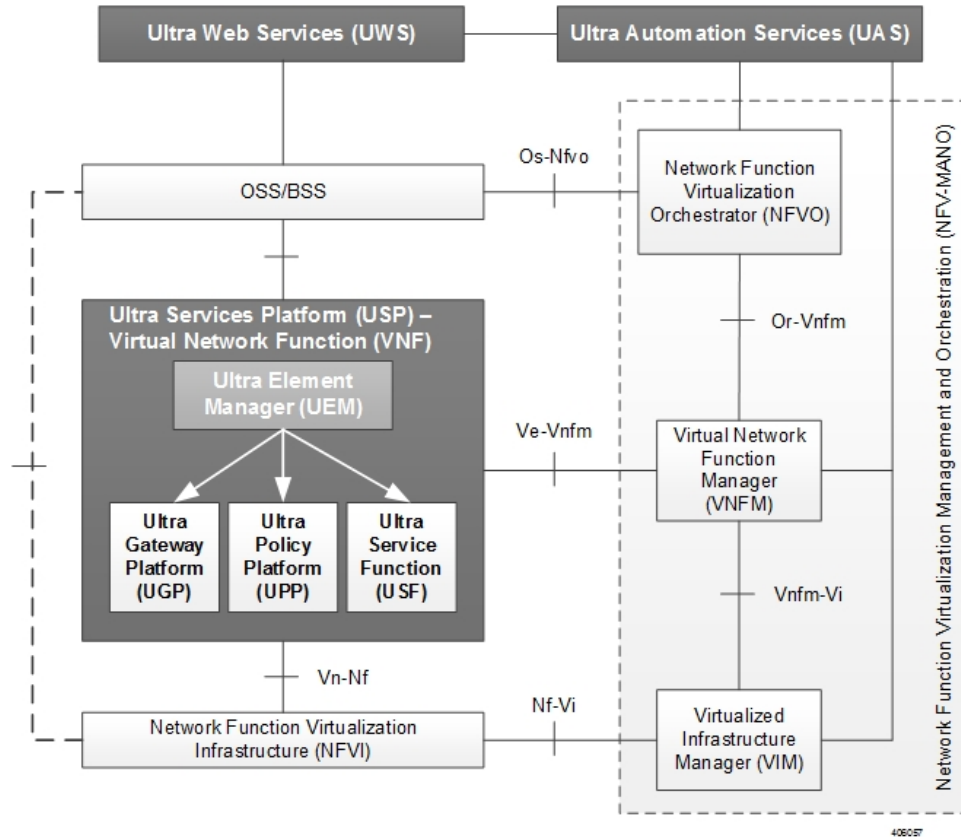 Ultra Web Services (UWS)
Ultra Automation Services (UAS)
Os-Nfvo
OSS/BSS
Network Function
Virtualization
Orchestrator (NFVO)
Network Function Virtualization Management and Orchestration (NFV-MANO)
Ultra Services Platform (USP) –
Virtual Network Function (VNF)
Or-Vnfm
Ultra Element
Manager (UEM)
Ve-Vnfm
Virtual Network
Function
Manager
(VNFM)
Ultra
Gateway
Platform
(UGP)
Ultra
Policy
Platform
(UPP)
Ultra
Service
Function
(USF)
Vnfm-Vi
Vn-Nf
Nf-Vi
Network Function Virtualization
Infrastructure (NFVI)
Virtualized
Infrastructure
Manager (VIM)
406057